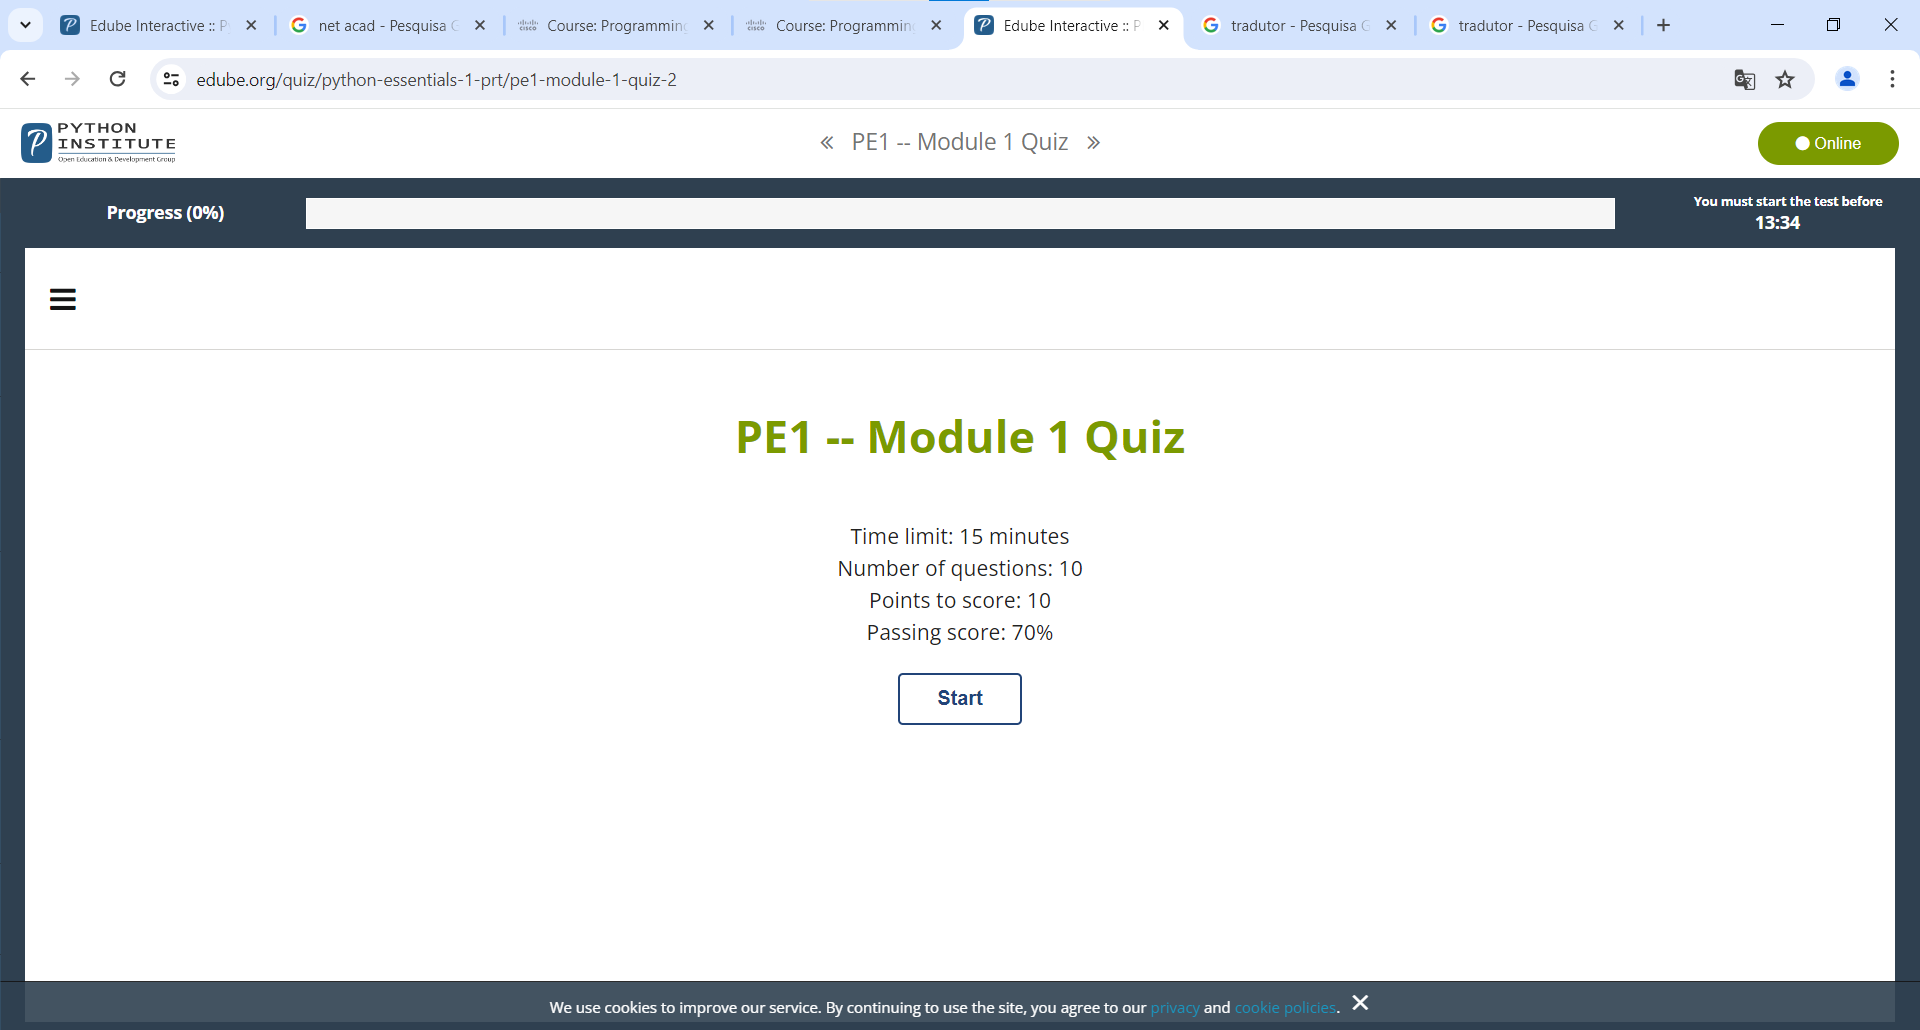 Edube Interactive :: P
net acad - Pesquisa G
Course: Programming
Course: Programming
Edube Interactive :: P
tradutor - Pesquisa G
tradutor - Pesquisa G
edube.org/quiz/python-essentials-1-prt/pe1-module-1-quiz-2
PYTHON
INSTITUTE
Open Education & Development Group
« PE1 -- Module 1 Quiz »
Online
Progress (0%)
You must start the test before
13:34
PE1 -- Module 1 Quiz
Time limit: 15 minutes
Number of questions: 10
Points to score: 10
Passing score: 70%
Start
We use cookies to improve our service. By continuing to use the site, you agree to our privacy and cookie policies.